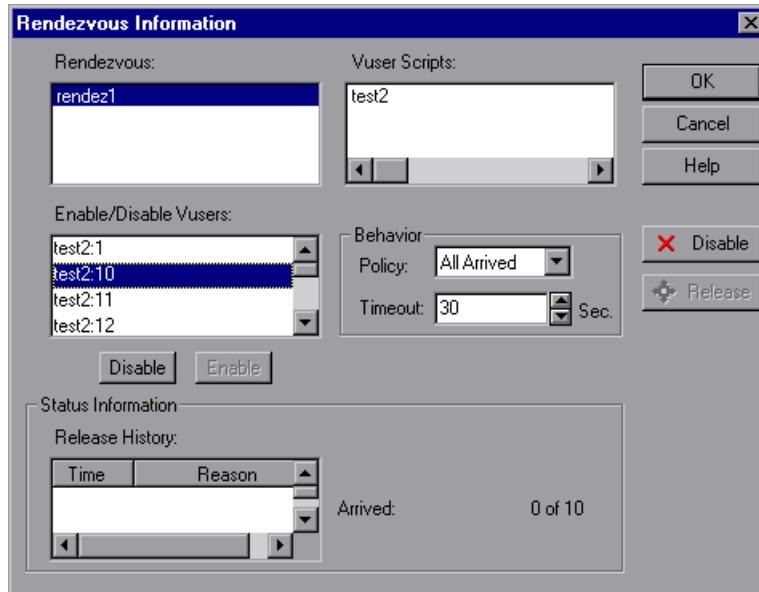 Rendezvous Information
Rendezvous:
rendez1
Vuser Scripts:
test2
OK
Cancel
Help
Enable/Disable Vusers:
test2:1
test2:10
test2:11
test2:12
Disable
Enable
Behavior
Policy:
All Arrived
Timeout:
30
Sec.
Disable
Release
Status Information
Release History:
Time
Reason
Arrived:
0 of 10